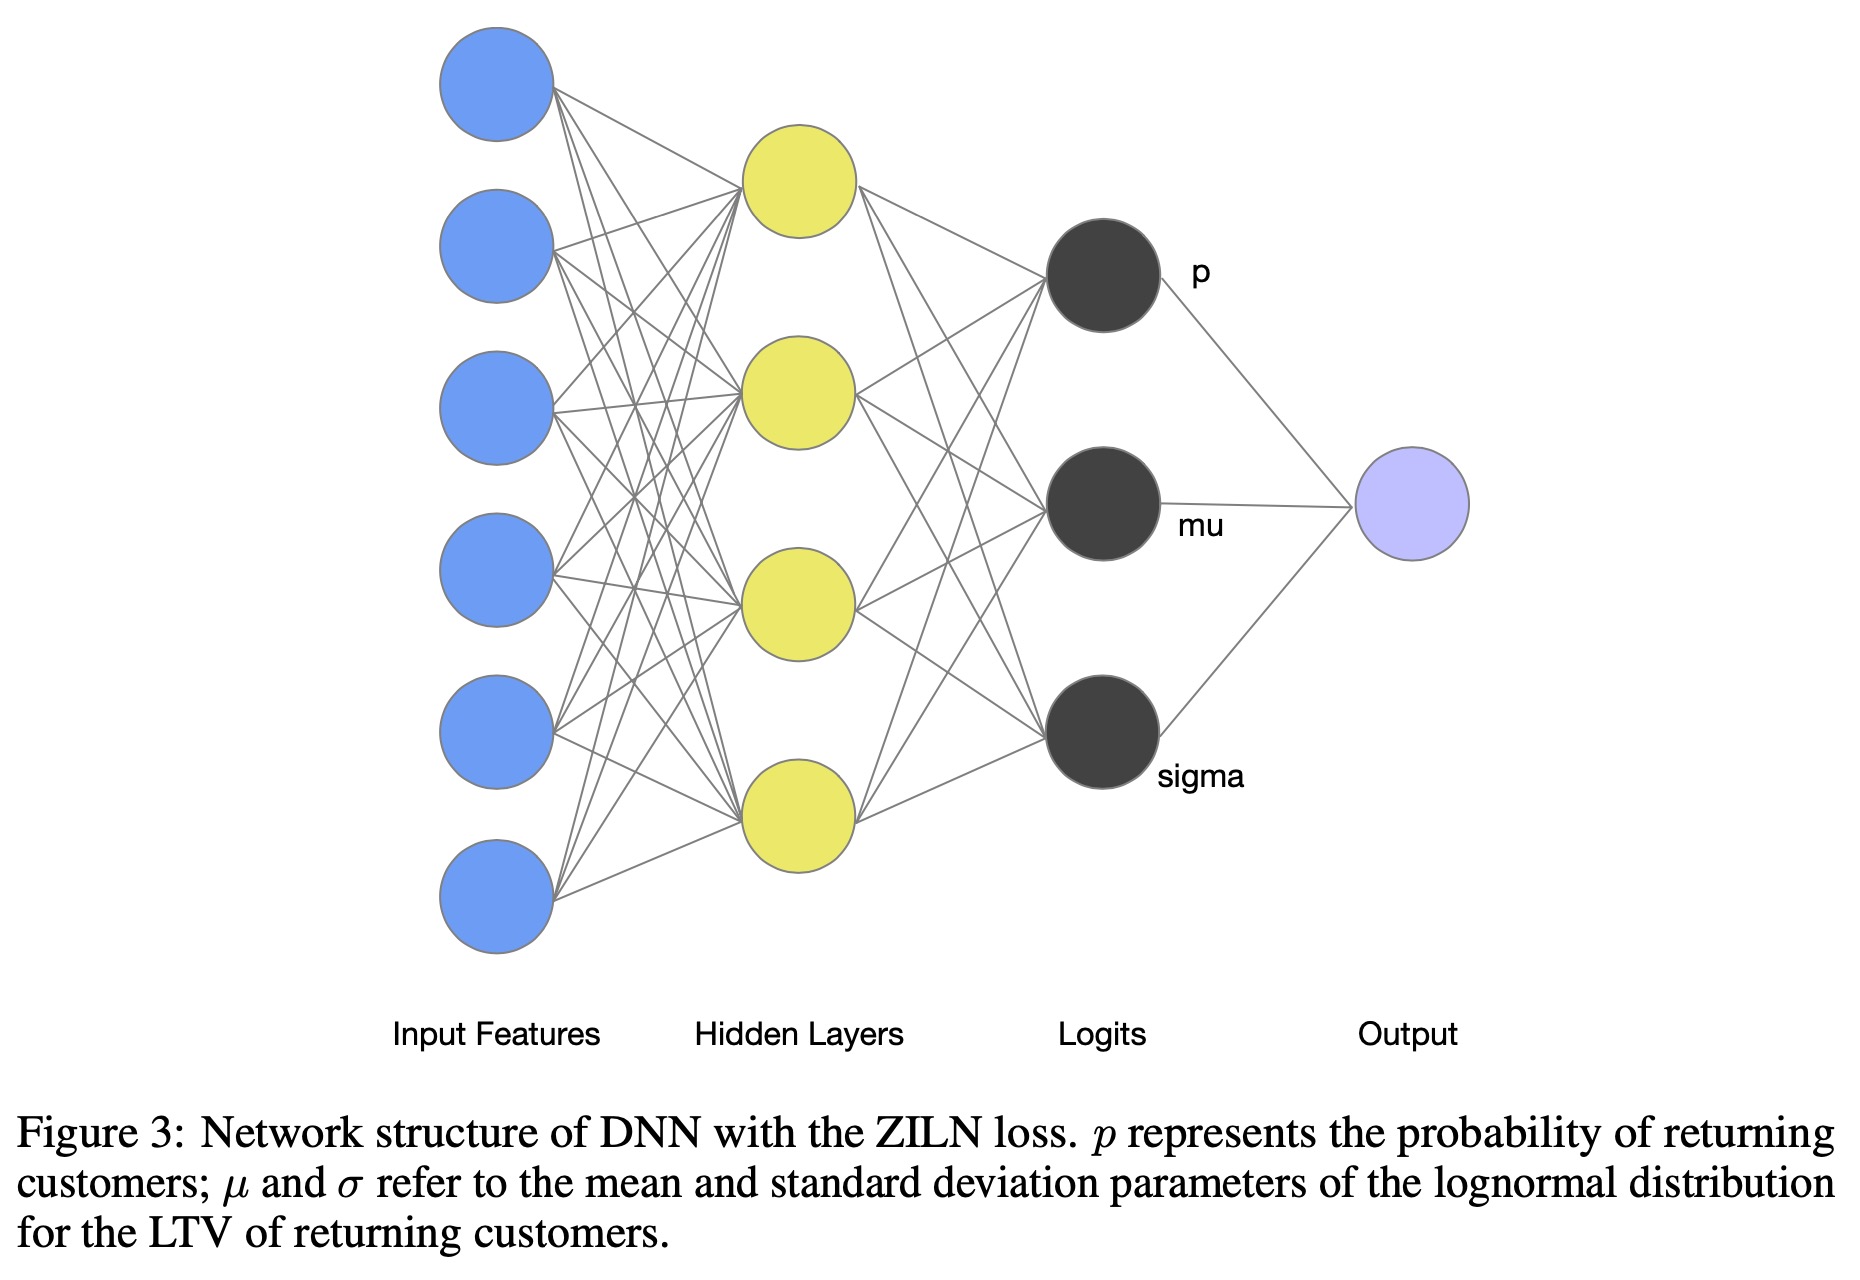 p
mu
sigma
Input Features Hidden Layers Logits Output
Figure 3: Network structure of DNN with the ZILN loss. p represents the probability of returning
customers; μ and σ refer to the mean and standard deviation parameters of the lognormal distribution
for the LTV of returning customers.